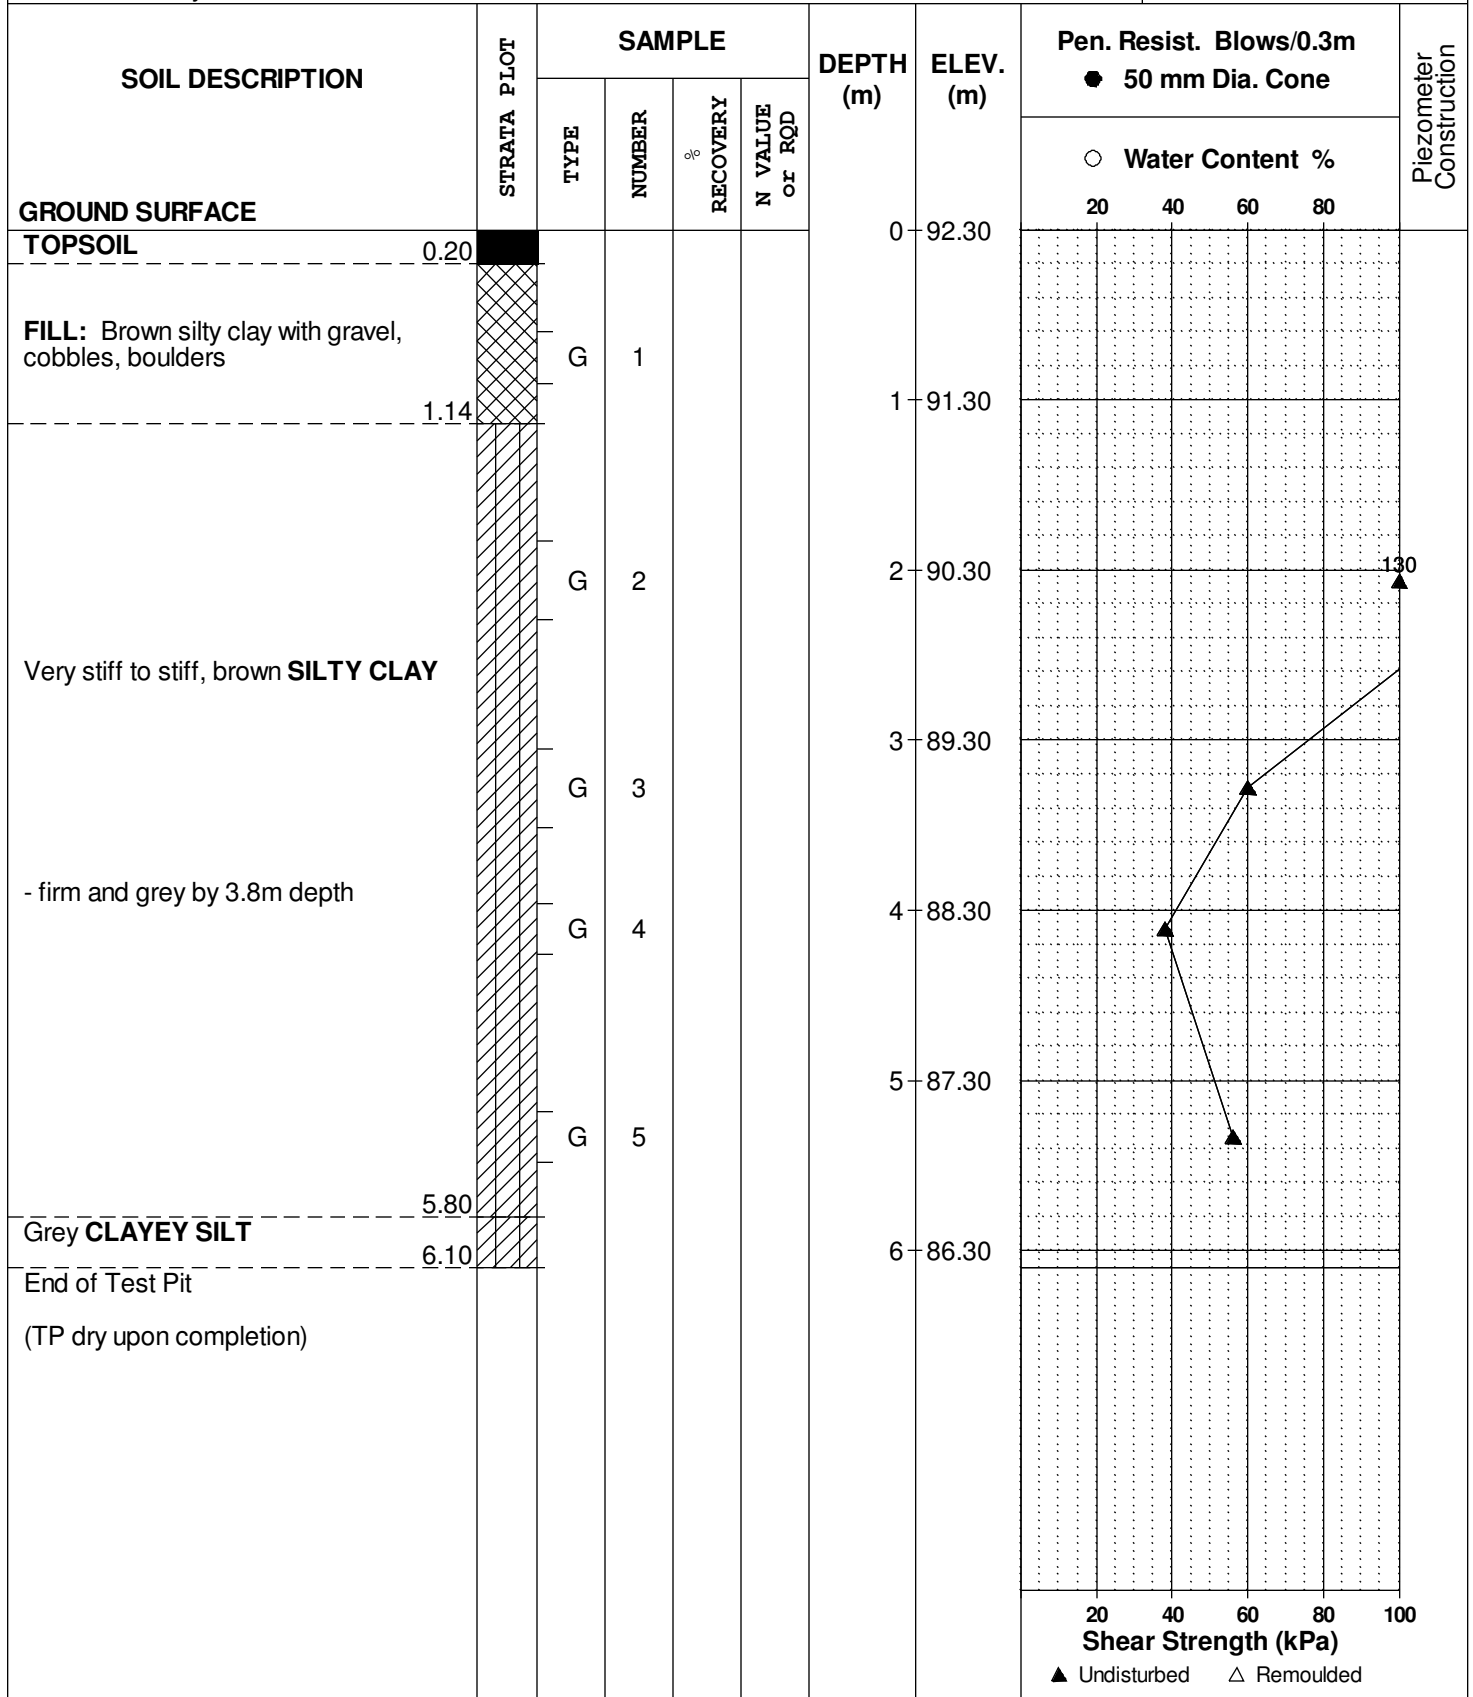 SOIL DESCRIPTION
GROUND SURFACE
STRATA PLOT
SAMPLE
TYPE
NUMBER
%
RECOVERY
N VALUE
or RQD
DEPTH
(m)
ELEV.
(m)
Pen. Resist. Blows/0.3m
● 50 mm Dia. Cone
○ Water Content %
20 40 60 80
Piezometer
Construction
TOPSOIL 0.20
0 92.30
FILL: Brown silty clay with gravel,
cobbles, boulders
G 1
1.14
1 91.30
2 90.30
130
G 2
Very stiff to stiff, brown SILTY CLAY
3 89.30
G 3
- firm and grey by 3.8m depth
4 88.30
G 4
5 87.30
G 5
5.80
Grey CLAYEY SILT
6.10
6 86.30
End of Test Pit
(TP dry upon completion)
20 40 60 80 100
Shear Strength (kPa)
▲ Undisturbed △ Remoulded